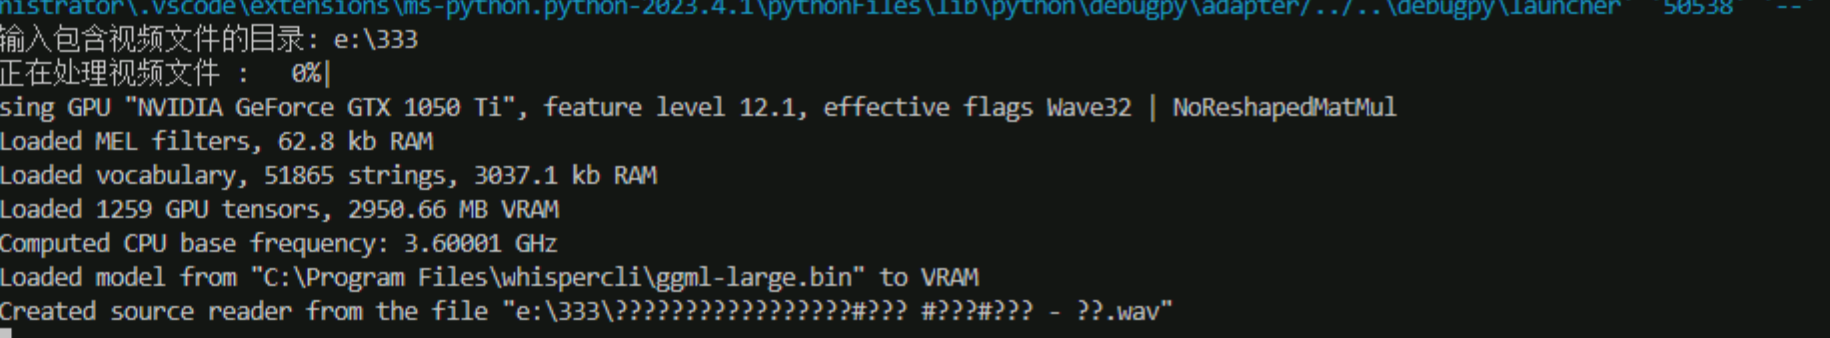 nistrator\.vscode\extensions\ms-python.python-2023.4.1\pythonFiles\lib\python\debugpy\adapter/../..\debugpy\launcher' '50538' '--'
输入包含视频文件的目录: e:\333
正在处理视频文件 :   0%|
sing GPU "NVIDIA GeForce GTX 1050 Ti", feature level 12.1, effective flags Wave32 | NoReshapedMatMul
Loaded MEL filters, 62.8 kb RAM
Loaded vocabulary, 51865 strings, 3037.1 kb RAM
Loaded 1259 GPU tensors, 2950.66 MB VRAM
Computed CPU base frequency: 3.60001 GHz
Loaded model from "C:\Program Files\whispercli\ggml-large.bin" to VRAM
Created source reader from the file "e:\333\?????????????????#??? #???#??? - ??.wav"